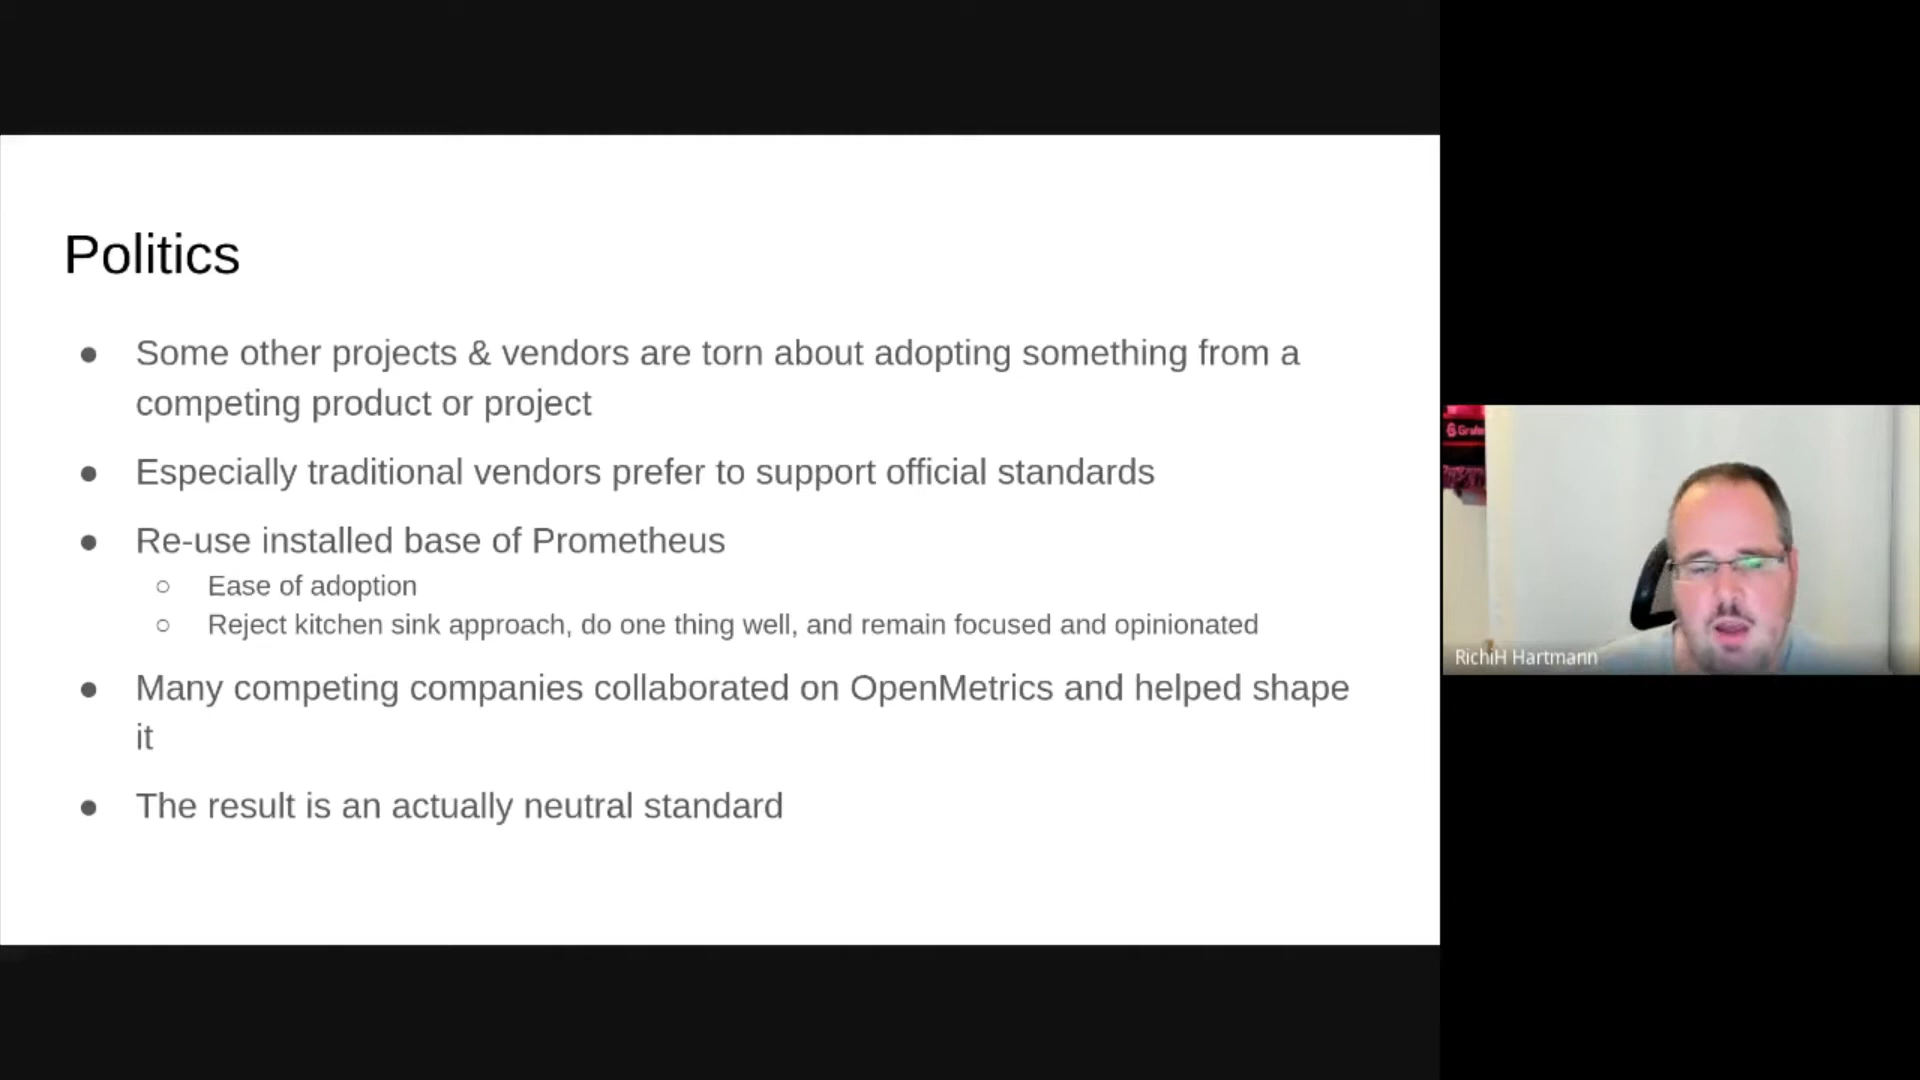 Politics
Some other projects & vendors are torn about adopting something from a
competing product or project
Especially traditional vendors prefer to support official standards
Re-use installed base of Prometheus
Ease of adoption
Reject kitchen sink approach, do one thing well, and remain focused and opinionated
Many competing companies collaborated on OpenMetrics and helped shape
it
The result is an actually neutral standard
RichiH Hartmann